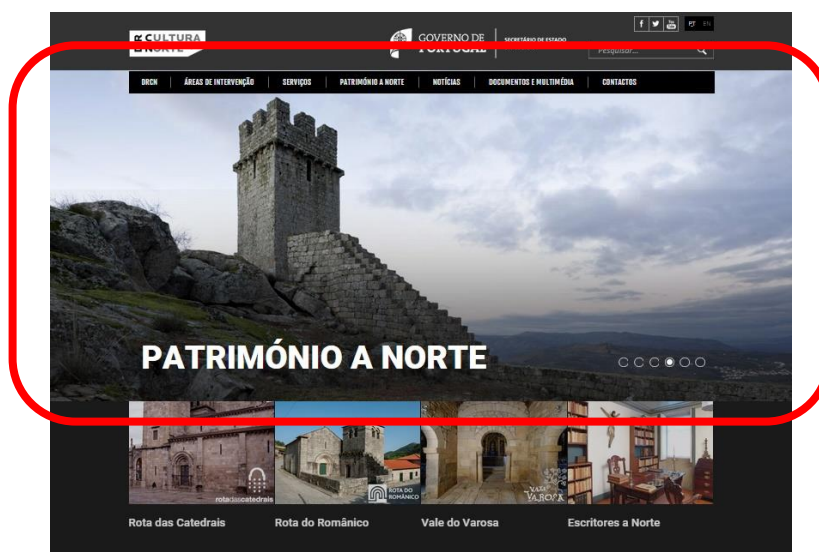 CULTURA
NORTE
GOVERNO DE
PORTUGAL
SECRETÁRIO DE ESTADO
f
You
PT EN
Pesquisar...
DRCN
ÁREAS DE INTERVENÇÃO
SERVIÇOS
PATRIMÓNIO A NORTE
NOTÍCIAS
DOCUMENTOS E MULTIMÉDIA
CONTACTOS
PATRIMÓNIO A NORTE
rotadascatedrais
ROTA DO
ROMÂNICO
VALE DO
VAROSA
Rota das Catedrais
Rota do Românico
Vale do Varosa
Escritores a Norte